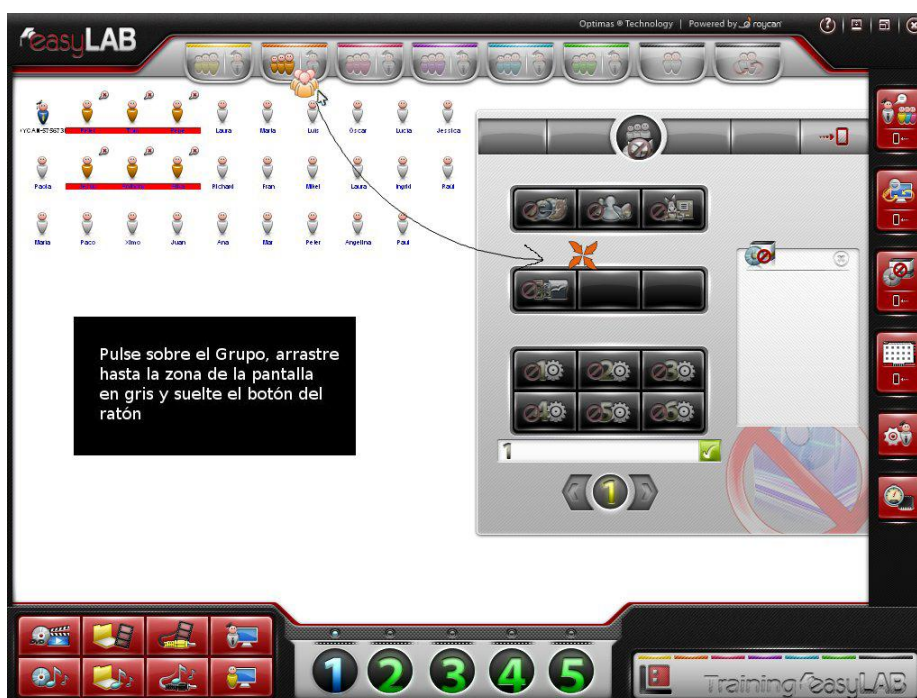 easyLAB
Optimas ® Technology | Powered by roycan
Laura Maria Luis Oscar Lucia Jessica
Paola Richard Fran Mikel Laura Ingrid Raúl
Maria Paco Ximo Juan Ana Mar Peter Angelina Paul
Pulse sobre el Grupo, arrastre
hasta la zona de la pantalla
en gris y suelte el botón del
ratón
1
1
1 2 3 4 5
Training easyLAB